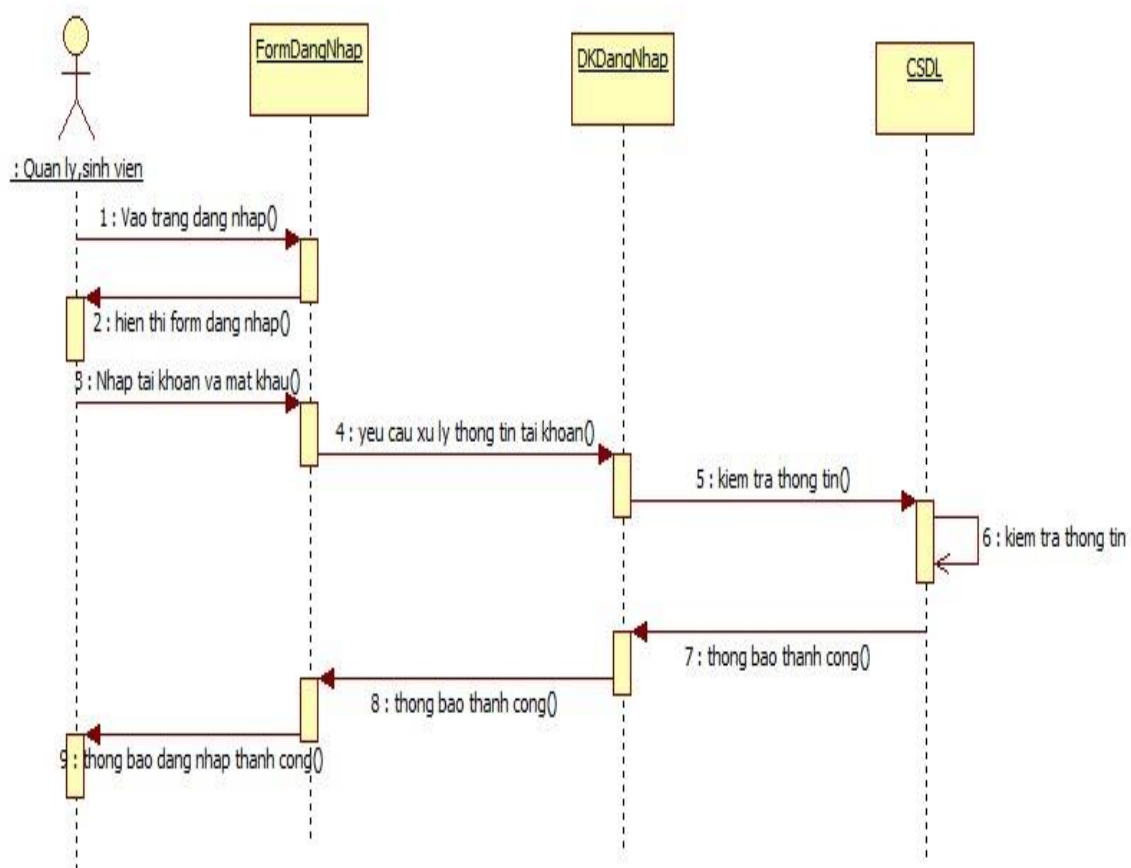 FormDangNhap
DKDangNhap
CSDL
: Quan ly,sinh vien
1 : Vao trang dang nhap()
2 : hien thi form dang nhap()
3 : Nhap tai khoan va mat khau()
4 : yeu cau xu ly thong tin tai khoan()
5 : kiem tra thong tin()
6 : kiem tra thong tin
7 : thong bao thanh cong()
8 : thong bao thanh cong()
9 : thong bao dang nhap thanh cong()